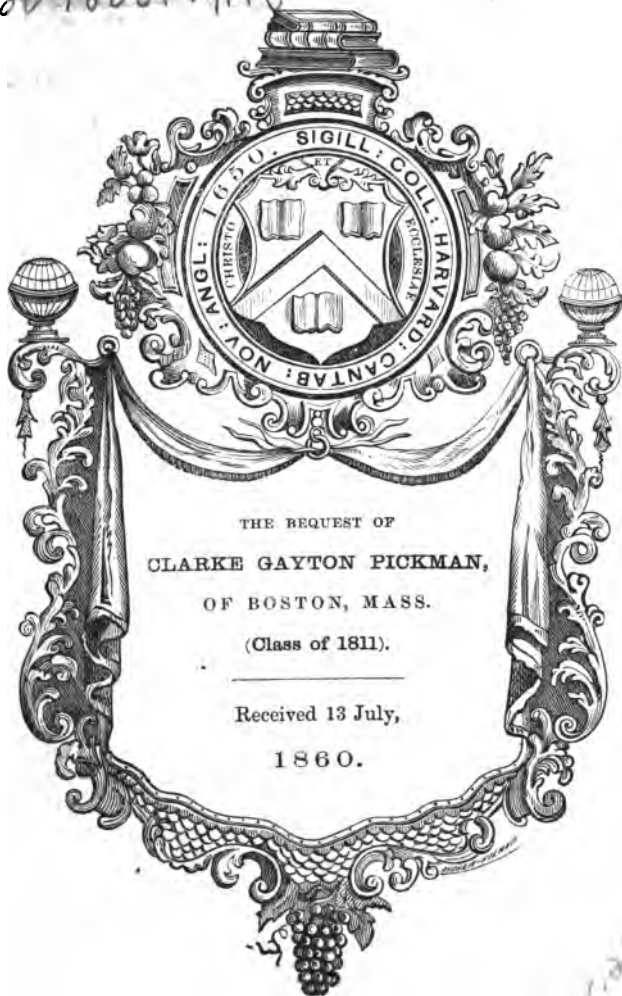 SIGILL: COLL: HARVARD: CANTAB: NOV: ANGL: 1650.
CHRISTO ET ECCLESIAE
THE BEQUEST OF
CLARKE GAYTON PICKMAN,
OF BOSTON, MASS.
(Class of 1811).
Received 13 July,
1860.